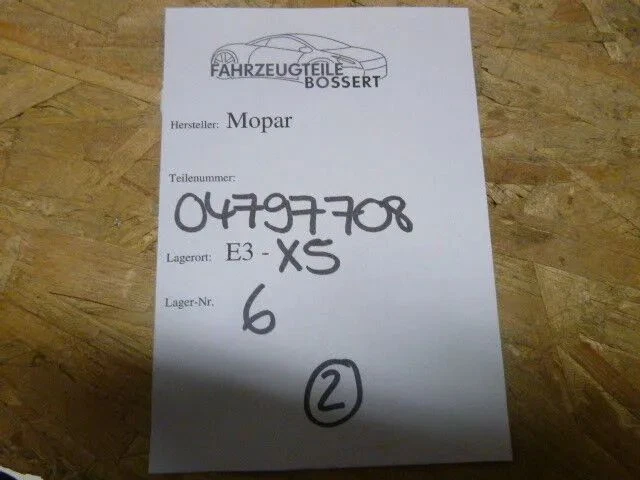 FAHRZEUGTEILE
BOSSERT
Hersteller: Mopar
Teilenummer:
04797708
Lagerort: E3 - XS
Lager-Nr. 6
2